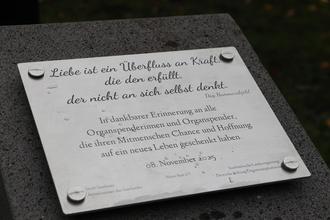 Liebe ist ein Überfluss an Kraft,
die den erfüllt,
der nicht an sich selbst denkt.
In dankbarer Erinnerung an alle
Organspenderinnen und Organspender,
die ihren Mitmenschen Chance und Hoffnung
auf ein neues Leben geschenkt haben.
08. November 2025